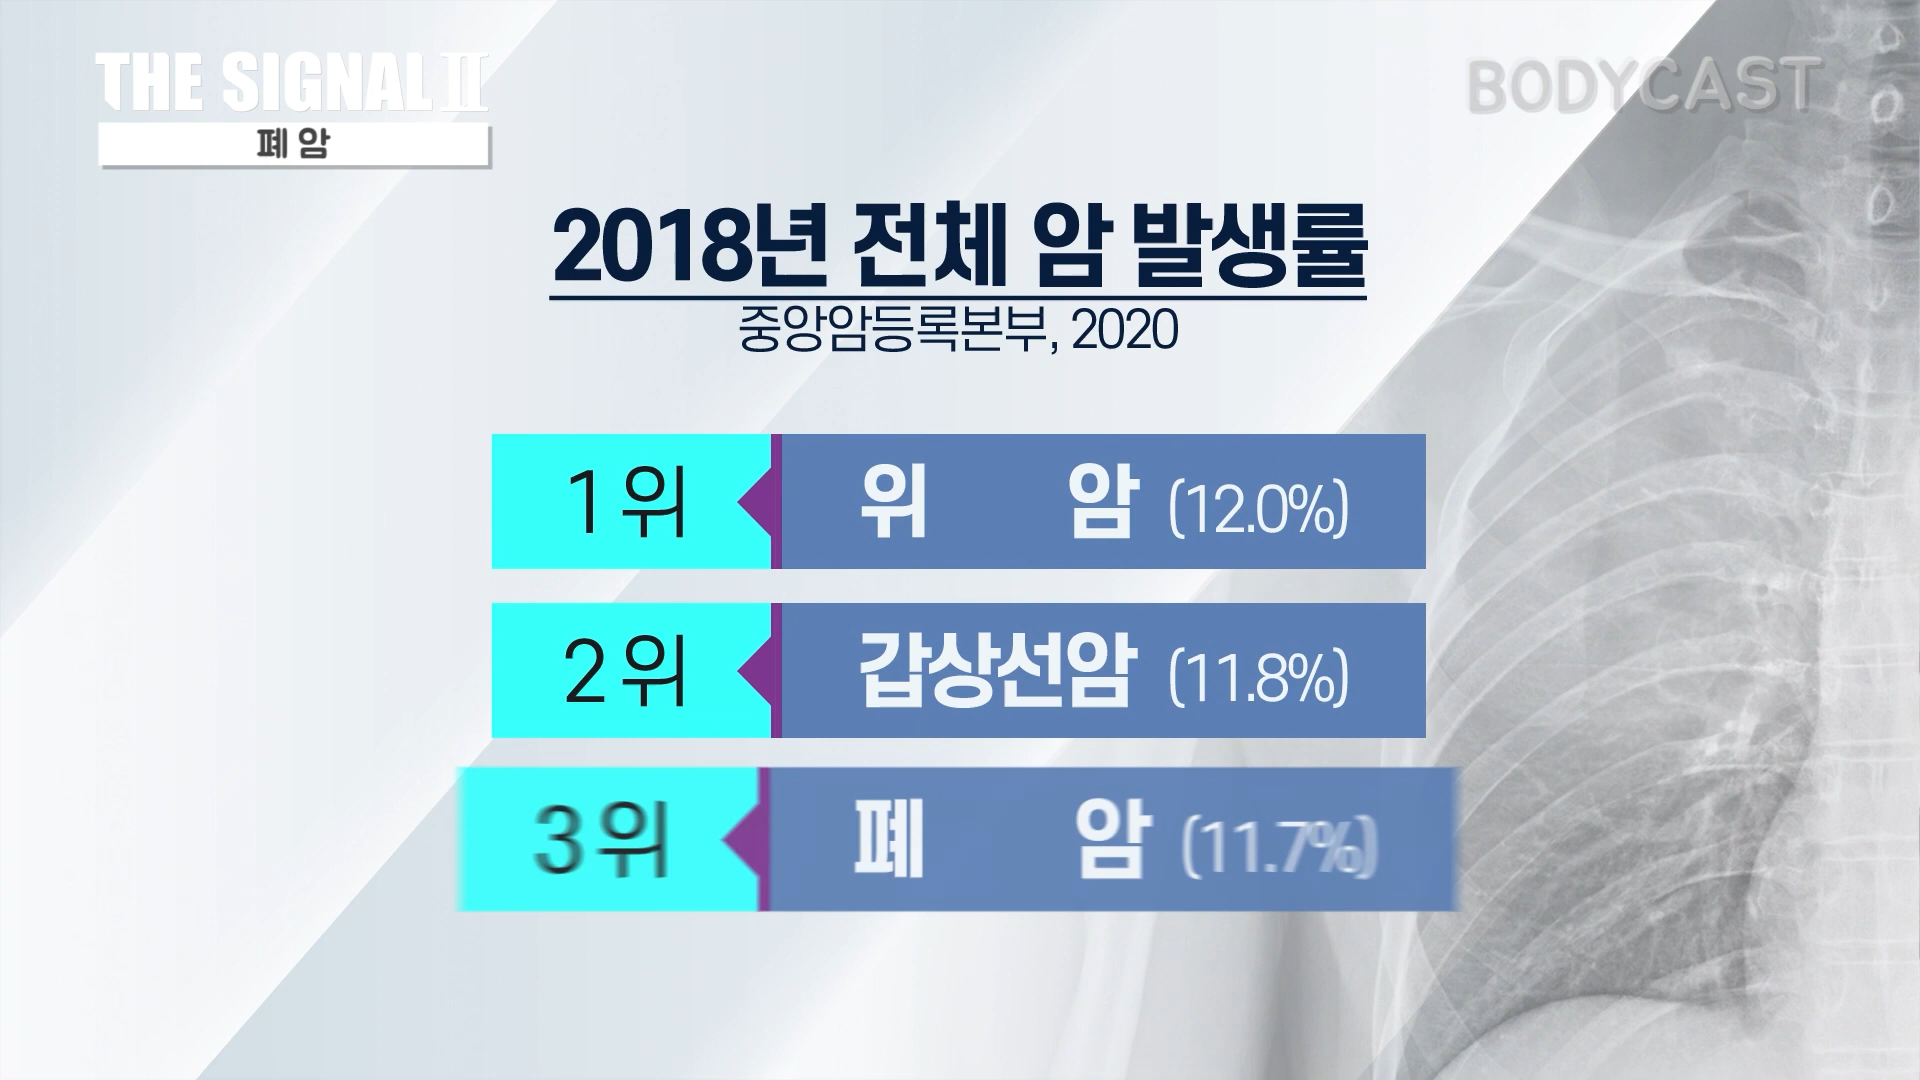 THE SIGNAL II
폐 암
BODYCAST
2018년 전체 암 발생률
중앙암등록본부, 2020
1위 위 암 (12.0%)
2위 갑상선암 (11.8%)
3위 폐 암 (11.7%)